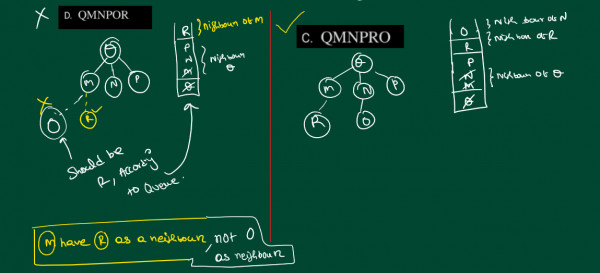 D. QMNPOR
R
P
N
M
Q
neighbour of M
neighbour
Q
Q
M
N
P
O
R
Should be
R, According
to Queue.
M have R as a neighbour, not O
as neighbour
C. QMNPRO
Q
M
N
P
R
O
O
R
P
N
M
Q
neighbour of N
neighbour of R
neighbour of Q